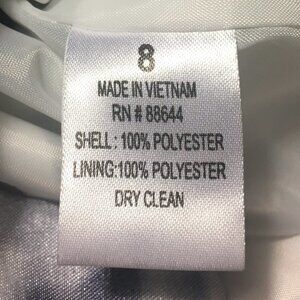 8
MADE IN VIETNAM
RN # 88644
SHELL : 100% POLYESTER
LINING:100% POLYESTER
DRY CLEAN